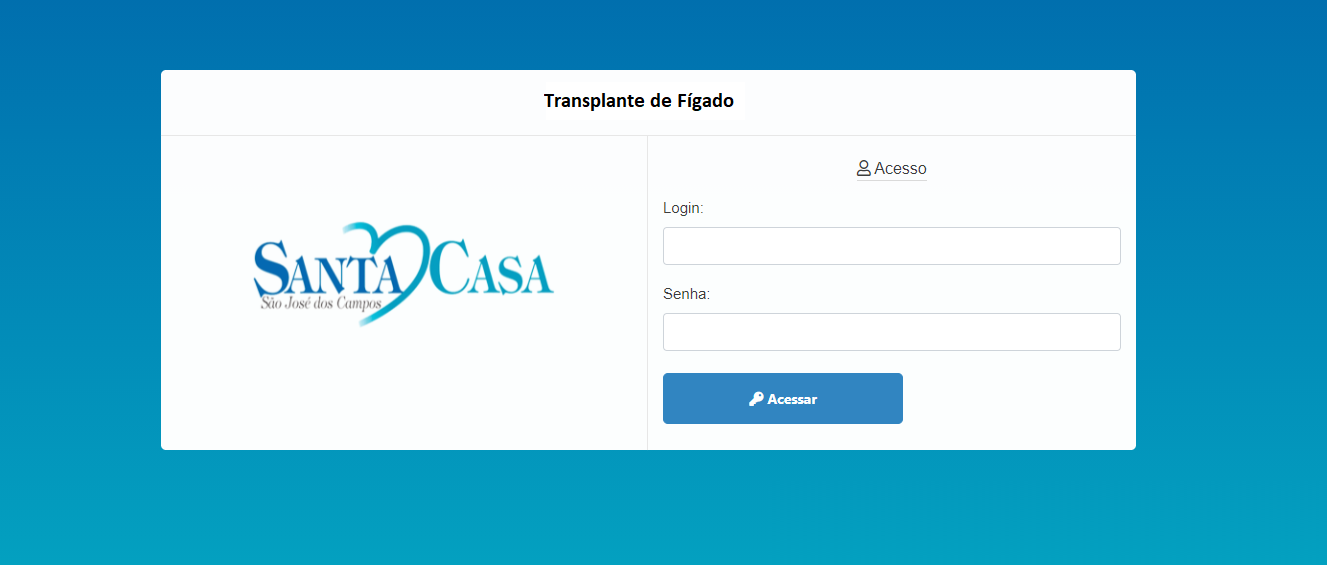 Transplante de Fígado
SANTA CASA
São José dos Campos
Acesso
Login:
Senha:
Acessar